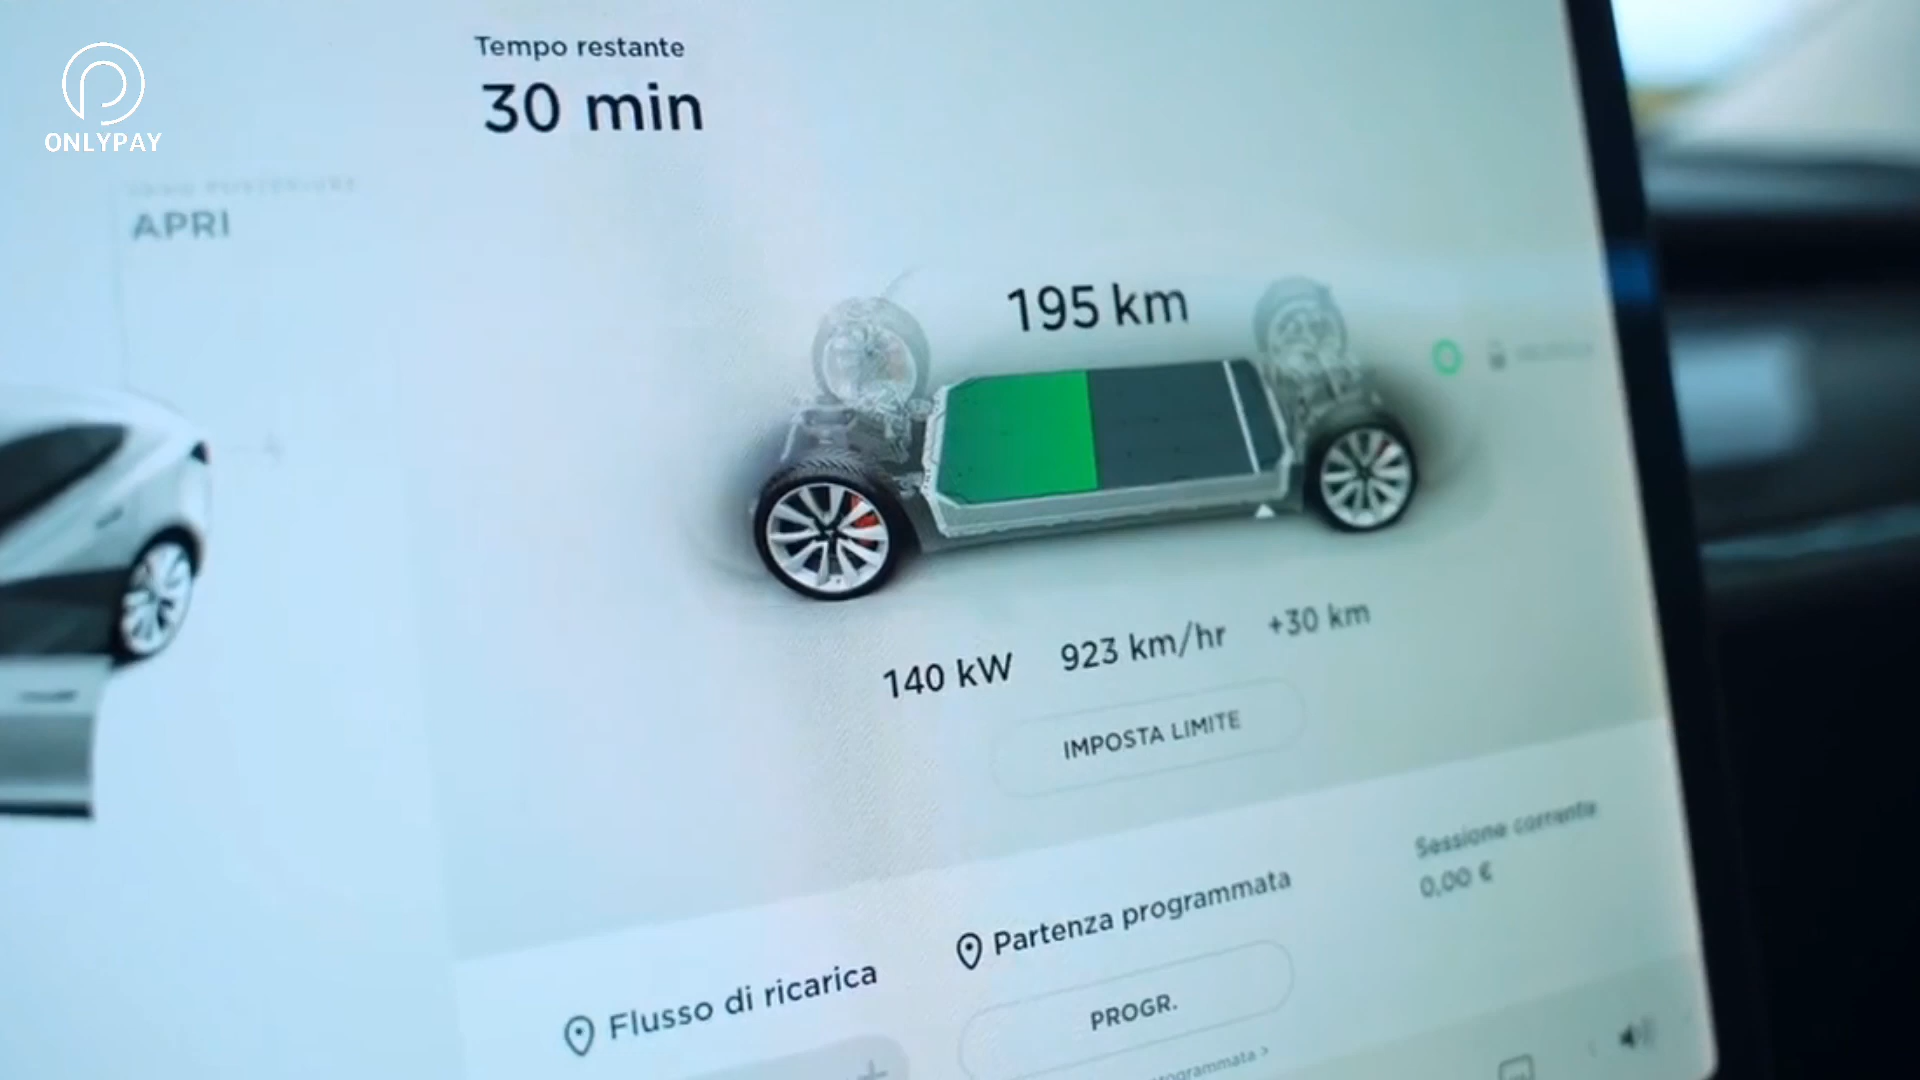 ONLYPAY
Tempo restante
30 min
APRI
195 km
140 kW
923 km/hr
+30 km
IMPOSTA LIMITE
Sessione corrente
0,00 €
Partenza programmata
PROGR.
Flusso di ricarica